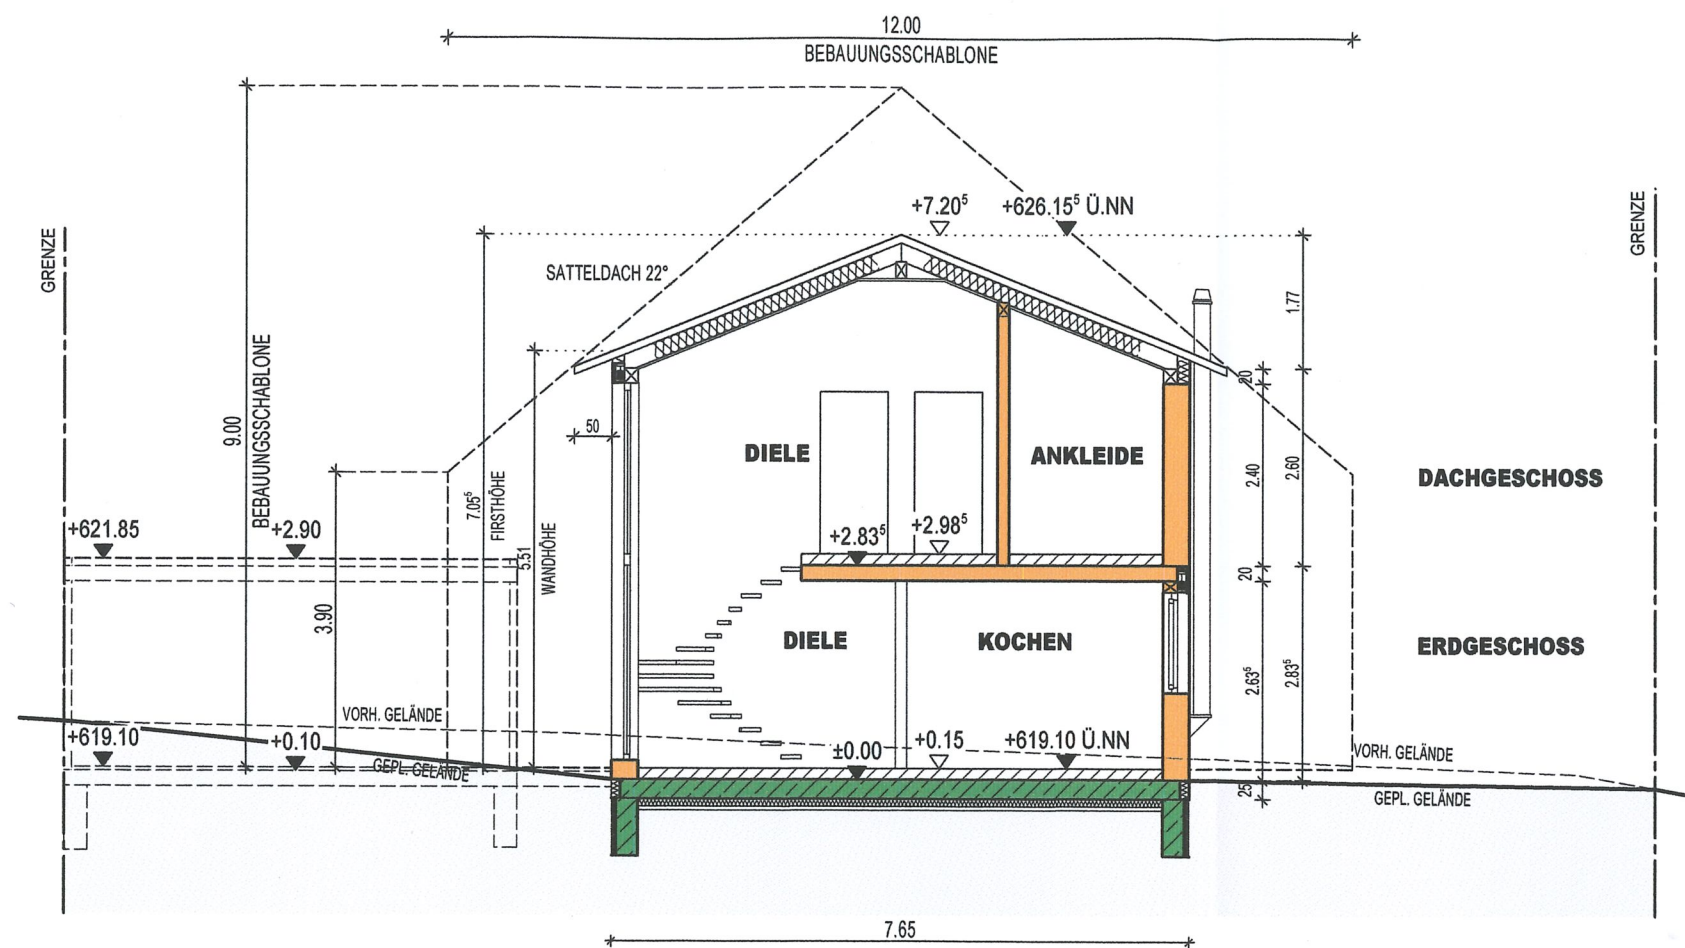 12.00
BEBAUUNGSSCHABLONE
+7.20⁵
+626.15⁵ Ü.NN
GRENZE
GRENZE
SATTELDACH 22°
1.77
9.00
BEBAUUNGSSCHABLONE
20
50
DIELE
ANKLEIDE
2.40
2.60
DACHGESCHOSS
7.05⁵
FIRSTHÖHE
+621.85
+2.90
+2.83⁵
+2.98⁵
5.51
WANDHÖHE
20
3.90
DIELE
KOCHEN
ERDGESCHOSS
2.63⁵
2.83⁵
VORH. GELÄNDE
+619.10
+0.10
±0.00
+0.15
+619.10 Ü.NN
VORH. GELÄNDE
GEPL. GELÄNDE
25
GEPL. GELÄNDE
7.65